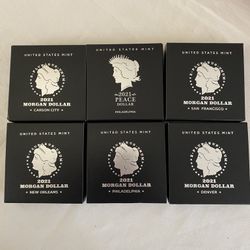 UNITED STATES MINT
2021
MORGAN DOLLAR
CARSON CITY
UNITED STATES MINT
2021
PEACE
DOLLAR
PHILADELPHIA
UNITED STATES MINT
2021
MORGAN DOLLAR
SAN FRANCISCO
UNITED STATES MINT
2021
MORGAN DOLLAR
NEW ORLEANS
UNITED STATES MINT
2021
MORGAN DOLLAR
PHILADELPHIA
UNITED STATES MINT
2021
MORGAN DOLLAR
DENVER